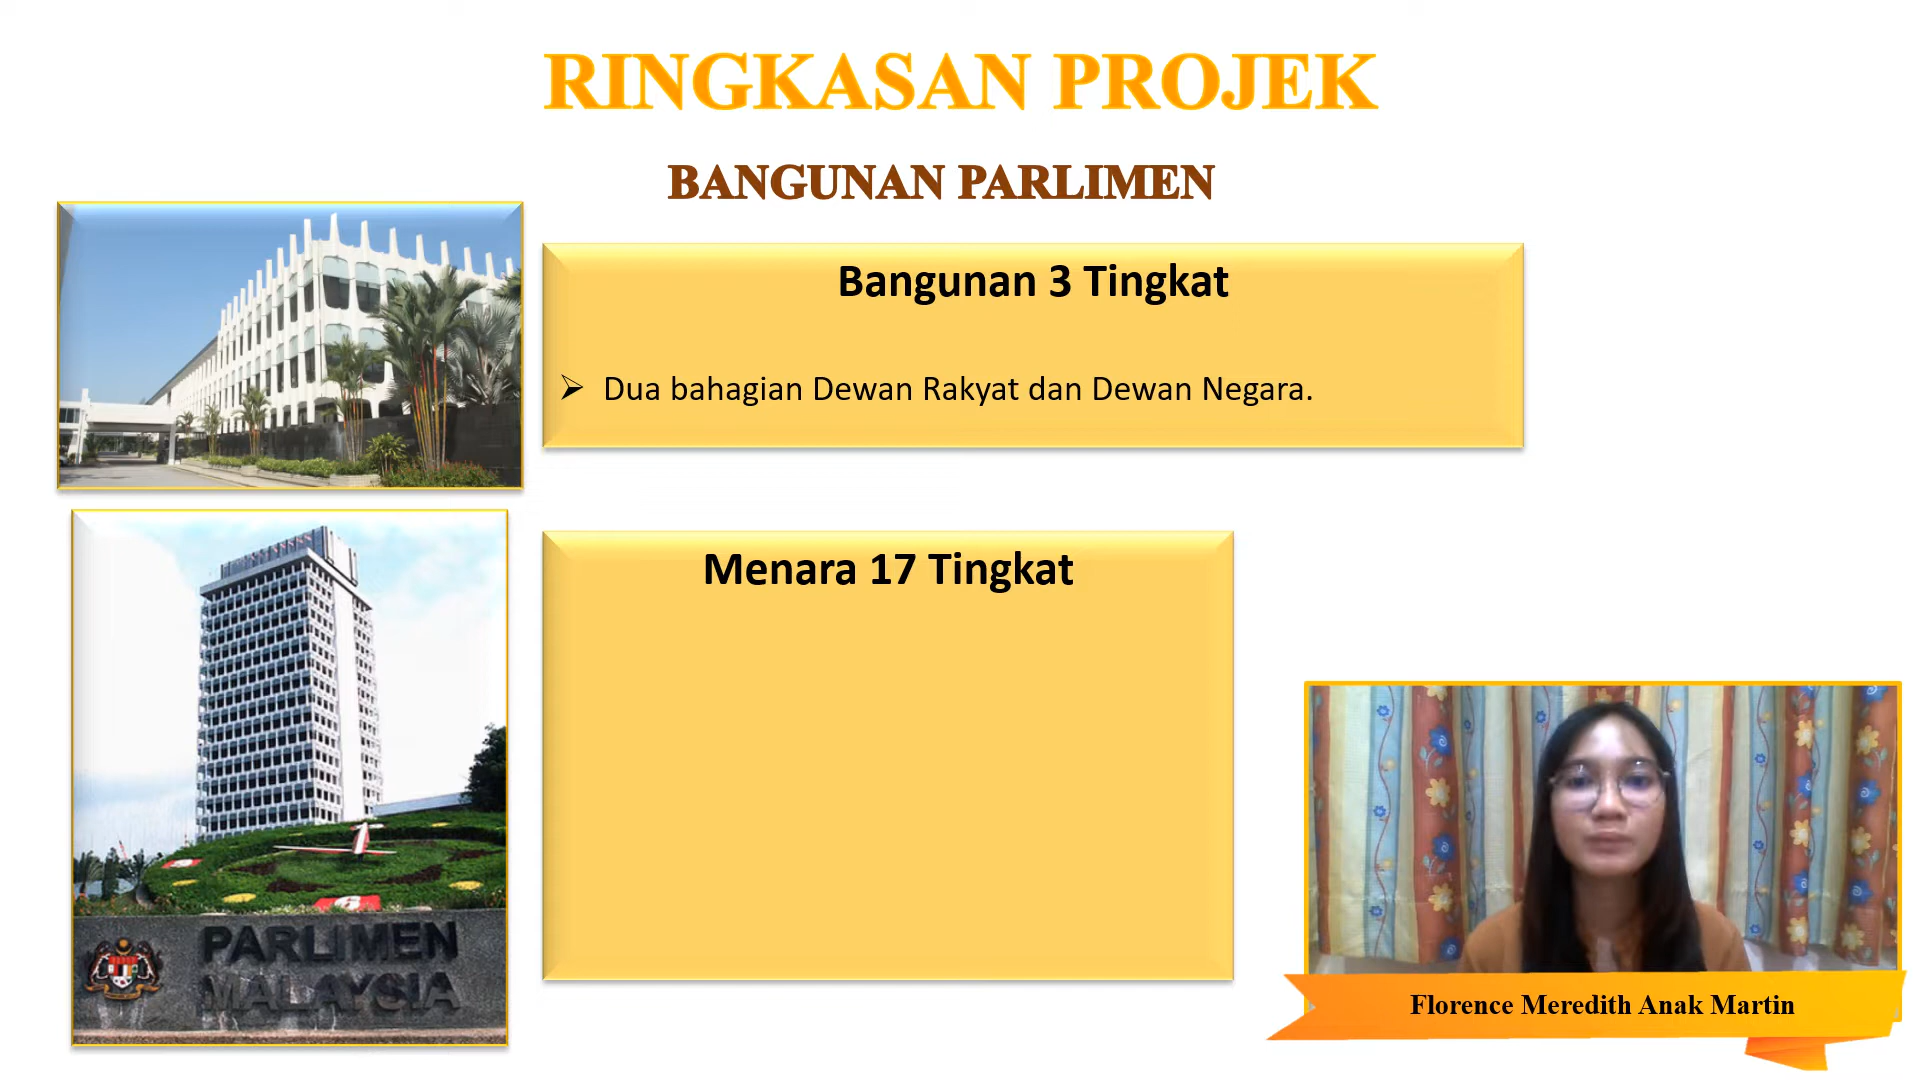 RINGKASAN PROJEK
BANGUNAN PARLIMEN
Bangunan 3 Tingkat
Dua bahagian Dewan Rakyat dan Dewan Negara.
Menara 17 Tingkat
PARLIMEN
MALAYSIA
Florence Meredith Anak Martin